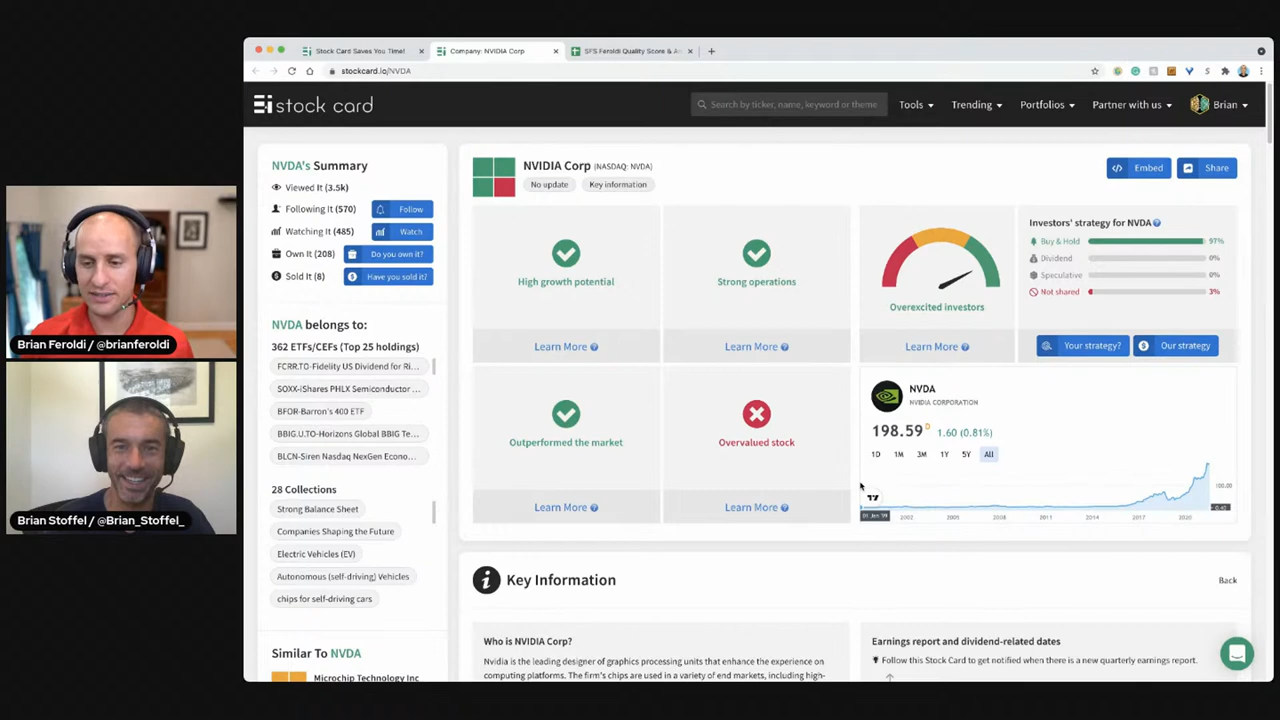 Stock Card Saves You Time!
Company: NVIDIA Corp
SFS Feroldi Quality Score & A
stockcard.io/NVDA
stock card
Search by ticker, name, keyword or theme
Tools
Trending
Portfolios
Partner with us
Brian
NVDA's Summary
Viewed It (3.5k)
Following It (570)
Follow
Watching It (485)
Watch
Own It (208)
Do you own it?
Sold It (8)
Have you sold it?
NVDA belongs to:
362 ETFs/CEFs (Top 25 holdings)
FCRR.TO-Fidelity US Dividend for Ri...
SOXX-iShares PHLX Semiconductor ...
BFOR-Barron's 400 ETF
BBIG.U.TO-Horizons Global BBIG Te...
BLCN-Siren Nasdaq NexGen Econo...
28 Collections
Strong Balance Sheet
Companies Shaping the Future
Electric Vehicles (EV)
Autonomous (self-driving) Vehicles
chips for self-driving cars
Similar To NVDA
Microchip Technology Inc
NVIDIA Corp (NASDAQ: NVDA)
No update
Key information
Embed
Share
High growth potential
Learn More
Strong operations
Learn More
Overexcited investors
Learn More
Investors' strategy for NVDA
Buy & Hold 97%
Dividend 0%
Speculative 0%
Not shared 3%
Your strategy?
Our strategy
Outperformed the market
Learn More
Overvalued stock
Learn More
NVDA
NVIDIA CORPORATION
198.59 D 1.60 (0.81%)
1D 1M 3M 1Y 5Y All
100.00
0.40
01 Jan '99 2002 2005 2008 2011 2014 2017 2020
Key Information
Back
Who is NVIDIA Corp?
Nvidia is the leading designer of graphics processing units that enhance the experience on
computing platforms. The firm's chips are used in a variety of end markets, including high-
Earnings report and dividend-related dates
Follow this Stock Card to get notified when there is a new quarterly earnings report.
Brian Feroldi / @brianferoldi
Brian Stoffel / @Brian_Stoffel_